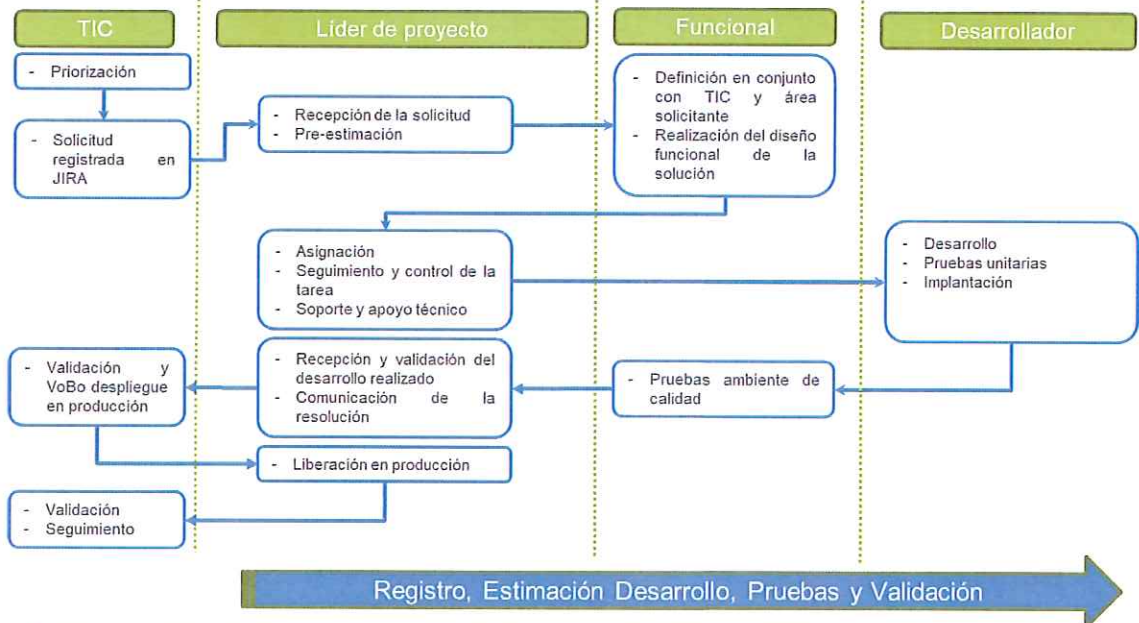 TIC
Líder de proyecto
Funcional
Desarrollador
- Priorización
- Solicitud
registrada en
JIRA
- Recepción de la solicitud
- Pre-estimación
- Definición en conjunto
con TIC y área
solicitante
- Realización del diseño
funcional de la
solución
- Asignación
- Seguimiento y control de la
tarea
- Soporte y apoyo técnico
- Desarrollo
- Pruebas unitarias
- Implantación
- Validación y
VoBo despliegue
en producción
- Recepción y validación del
desarrollo realizado
- Comunicación de la
resolución
- Pruebas ambiente de
calidad
- Liberación en producción
- Validación
- Seguimiento
Registro, Estimación Desarrollo, Pruebas y Validación